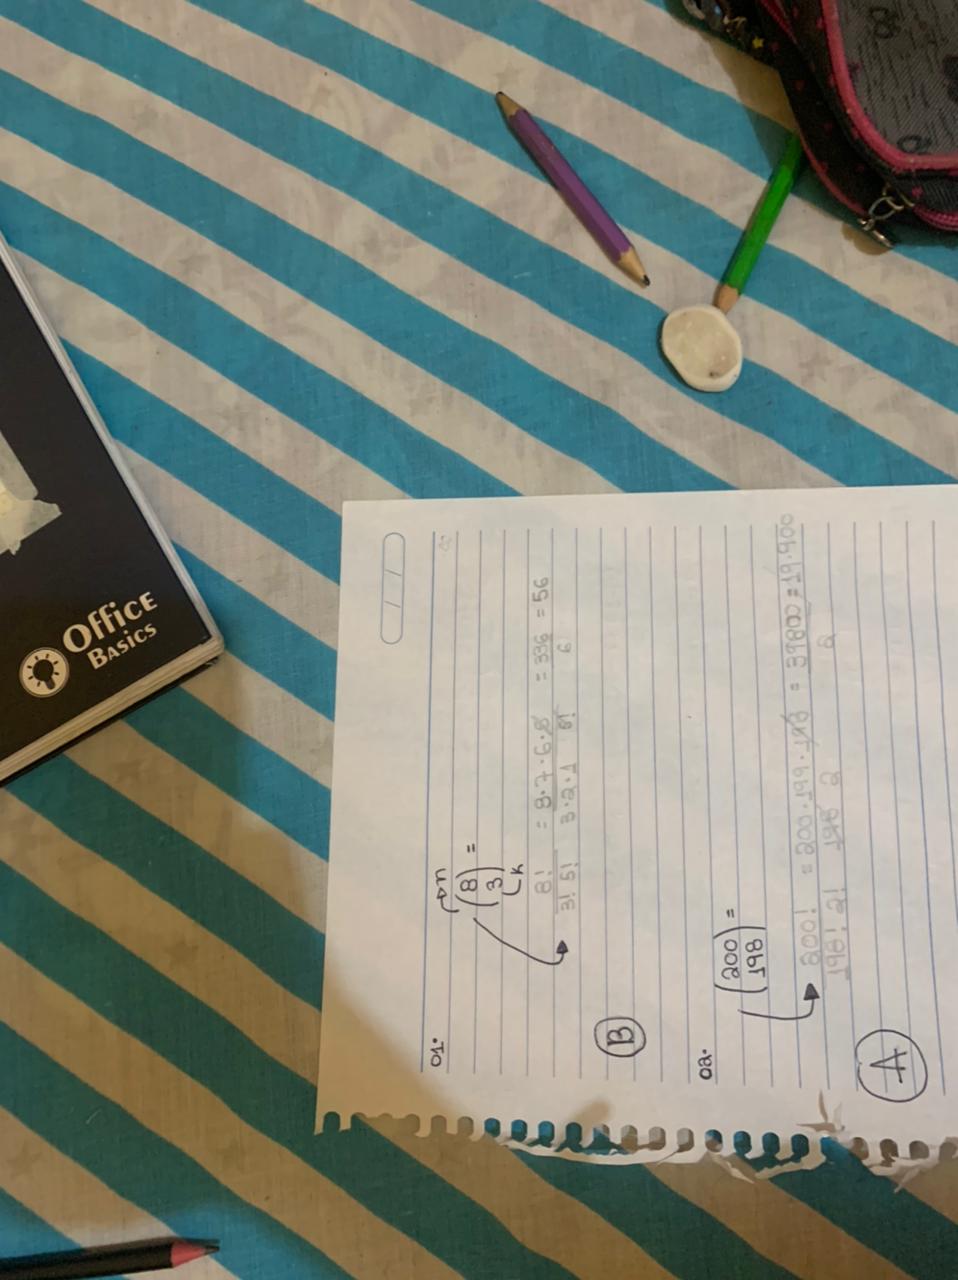 Office
BASICS
01.
n
(8
3) =
k
8! = 8.7.6.5! = 336 = 56
3! 5! 3.2.1 5! 6
B
02.
(200
198) =
200! = 200.199.198 = 39800 = 19.900
198! 2! 198 2 2
A